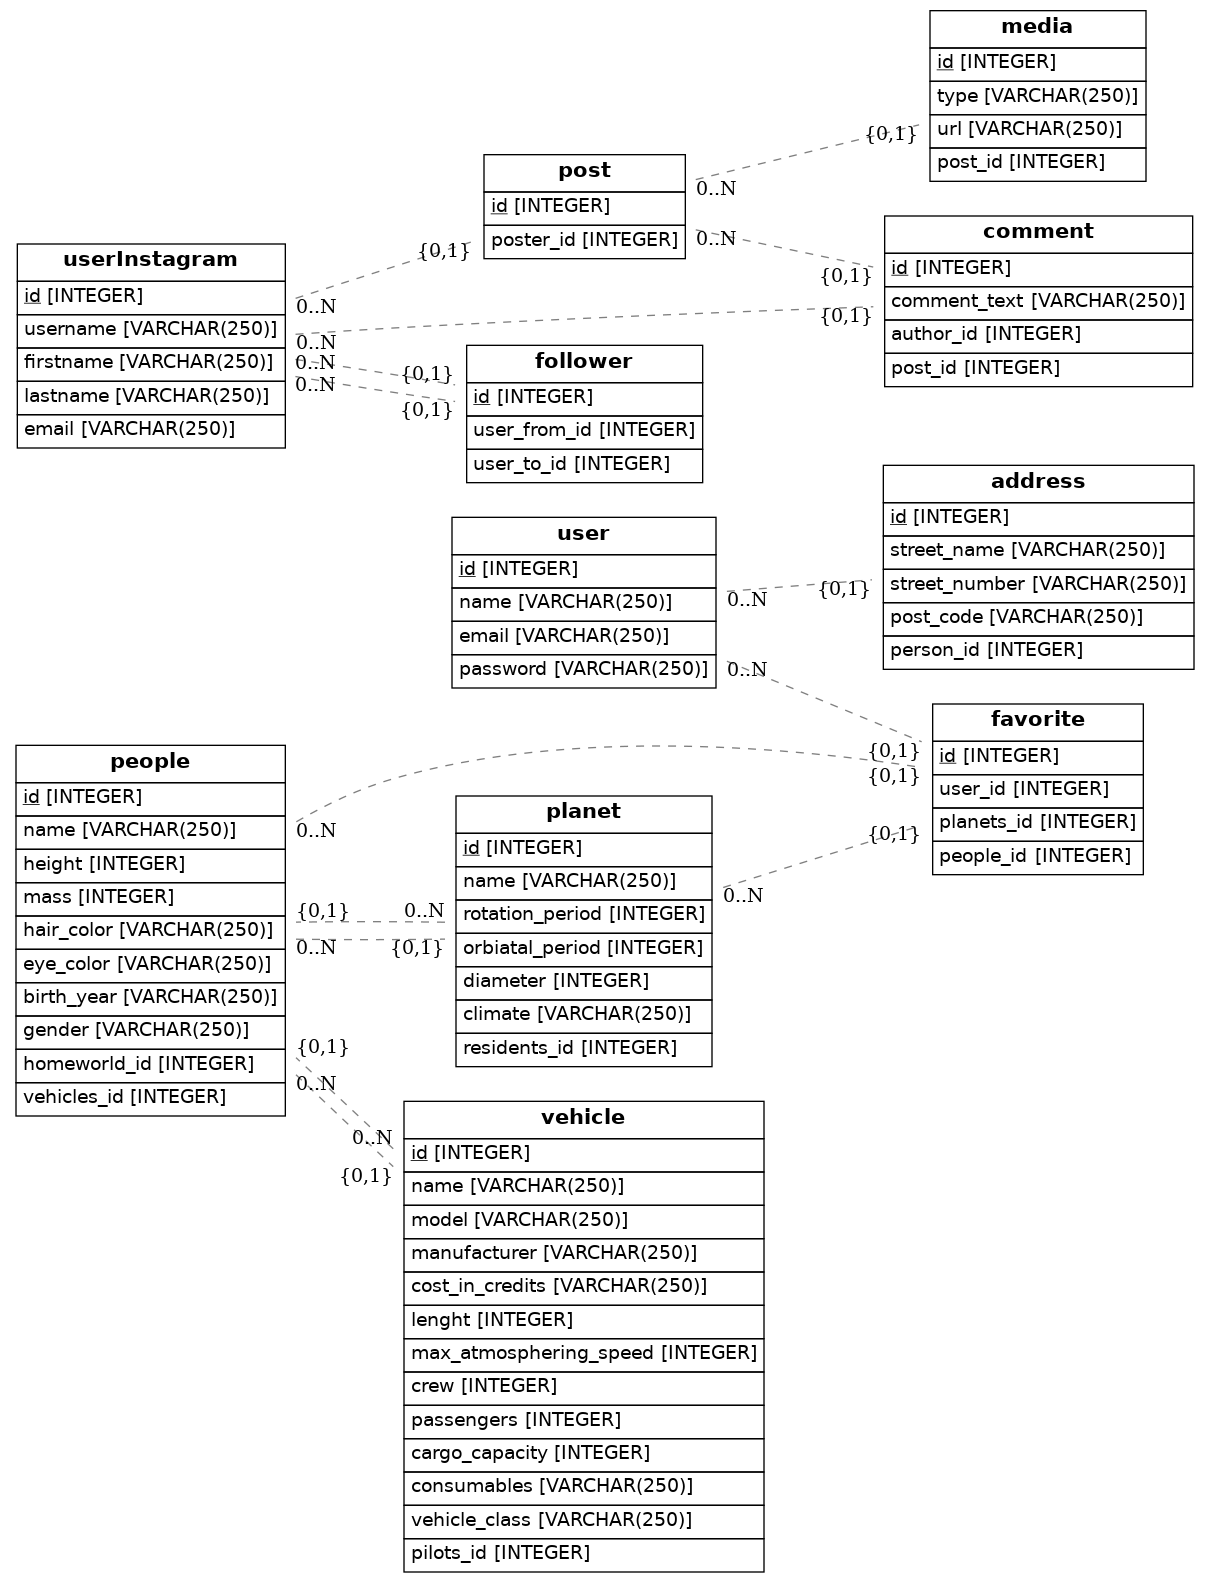 media
id [INTEGER]
type [VARCHAR(250)]
url [VARCHAR(250)]
post_id [INTEGER]
{0,1}
0..N
post
id [INTEGER]
poster_id [INTEGER]
0..N
{0,1}
{0,1}
0..N
comment
id [INTEGER]
comment_text [VARCHAR(250)]
author_id [INTEGER]
post_id [INTEGER]
userInstagram
id [INTEGER]
username [VARCHAR(250)]
firstname [VARCHAR(250)]
lastname [VARCHAR(250)]
email [VARCHAR(250)]
0..N
{0,1}
0..N
{0,1}
0..N
{0,1}
follower
id [INTEGER]
user_from_id [INTEGER]
user_to_id [INTEGER]
user
id [INTEGER]
name [VARCHAR(250)]
email [VARCHAR(250)]
password [VARCHAR(250)]
0..N
{0,1}
address
id [INTEGER]
street_name [VARCHAR(250)]
street_number [VARCHAR(250)]
post_code [VARCHAR(250)]
person_id [INTEGER]
0..N
{0,1}
favorite
id [INTEGER]
user_id [INTEGER]
planets_id [INTEGER]
people_id [INTEGER]
people
id [INTEGER]
name [VARCHAR(250)]
height [INTEGER]
mass [INTEGER]
hair_color [VARCHAR(250)]
eye_color [VARCHAR(250)]
birth_year [VARCHAR(250)]
gender [VARCHAR(250)]
homeworld_id [INTEGER]
vehicles_id [INTEGER]
0..N
{0,1}
{0,1}
0..N
0..N
{0,1}
planet
id [INTEGER]
name [VARCHAR(250)]
rotation_period [INTEGER]
orbiatal_period [INTEGER]
diameter [INTEGER]
climate [VARCHAR(250)]
residents_id [INTEGER]
0..N
{0,1}
{0,1}
0..N
0..N
{0,1}
vehicle
id [INTEGER]
name [VARCHAR(250)]
model [VARCHAR(250)]
manufacturer [VARCHAR(250)]
cost_in_credits [VARCHAR(250)]
lenght [INTEGER]
max_atmosphering_speed [INTEGER]
crew [INTEGER]
passengers [INTEGER]
cargo_capacity [INTEGER]
consumables [VARCHAR(250)]
vehicle_class [VARCHAR(250)]
pilots_id [INTEGER]